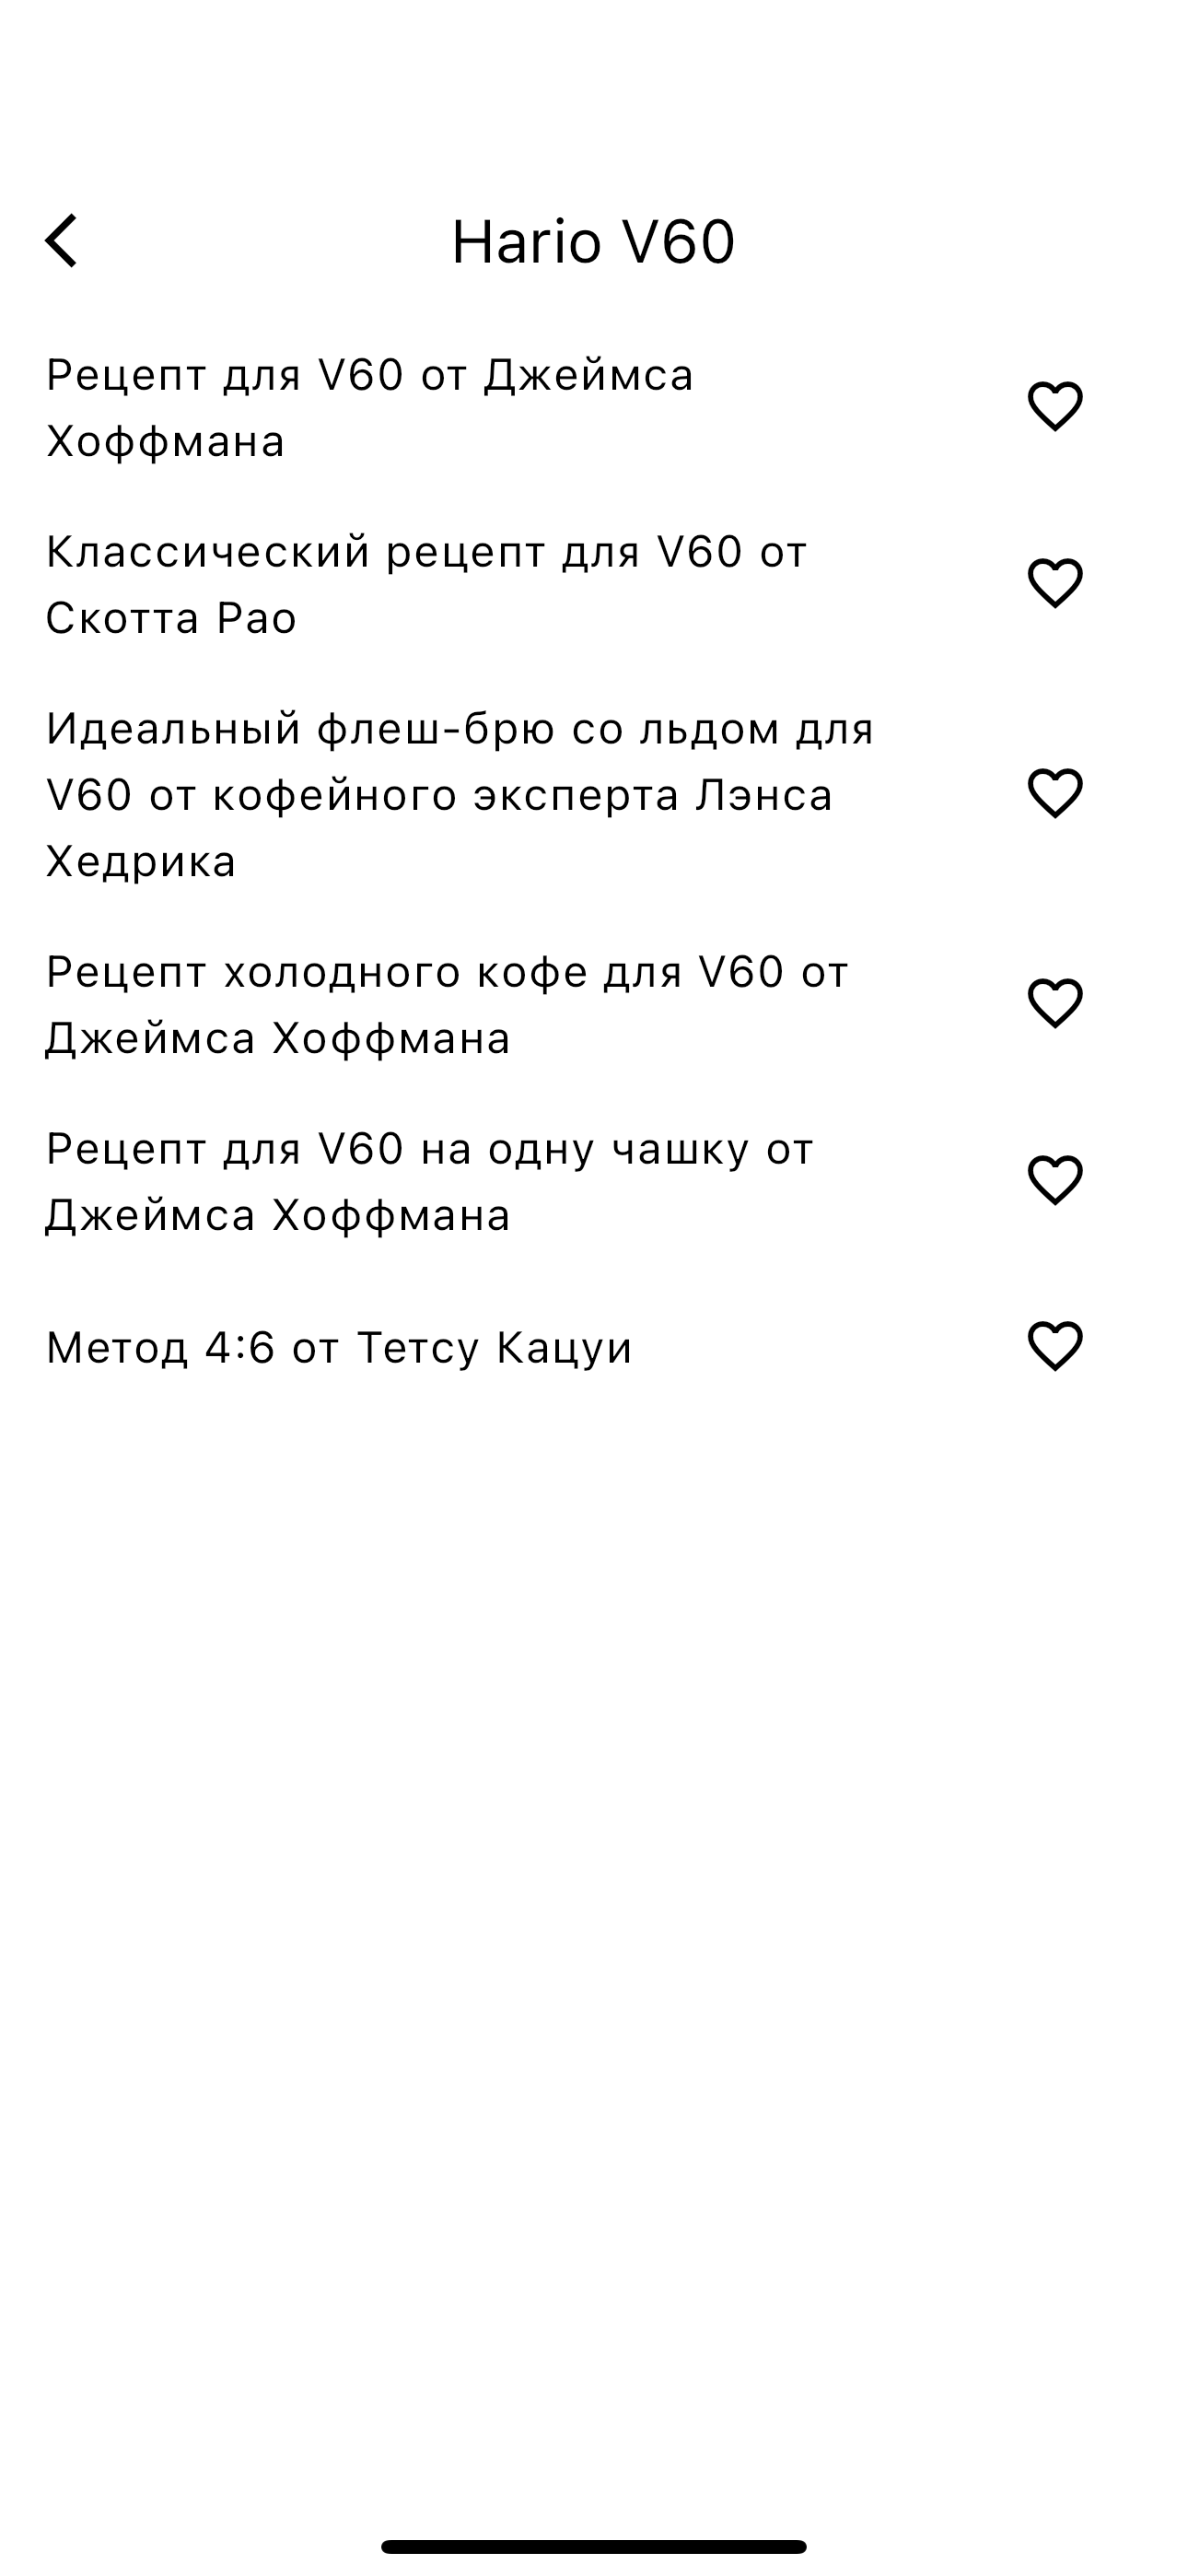 Hario V60
Рецепт для V60 от Джеймса
Хоффмана
Классический рецепт для V60 от
Скотта Рао
Идеальный флеш-брю со льдом для
V60 от кофейного эксперта Лэнса
Хедрика
Рецепт холодного кофе для V60 от
Джеймса Хоффмана
Рецепт для V60 на одну чашку от
Джеймса Хоффмана
Метод 4:6 от Тетсу Кацуи